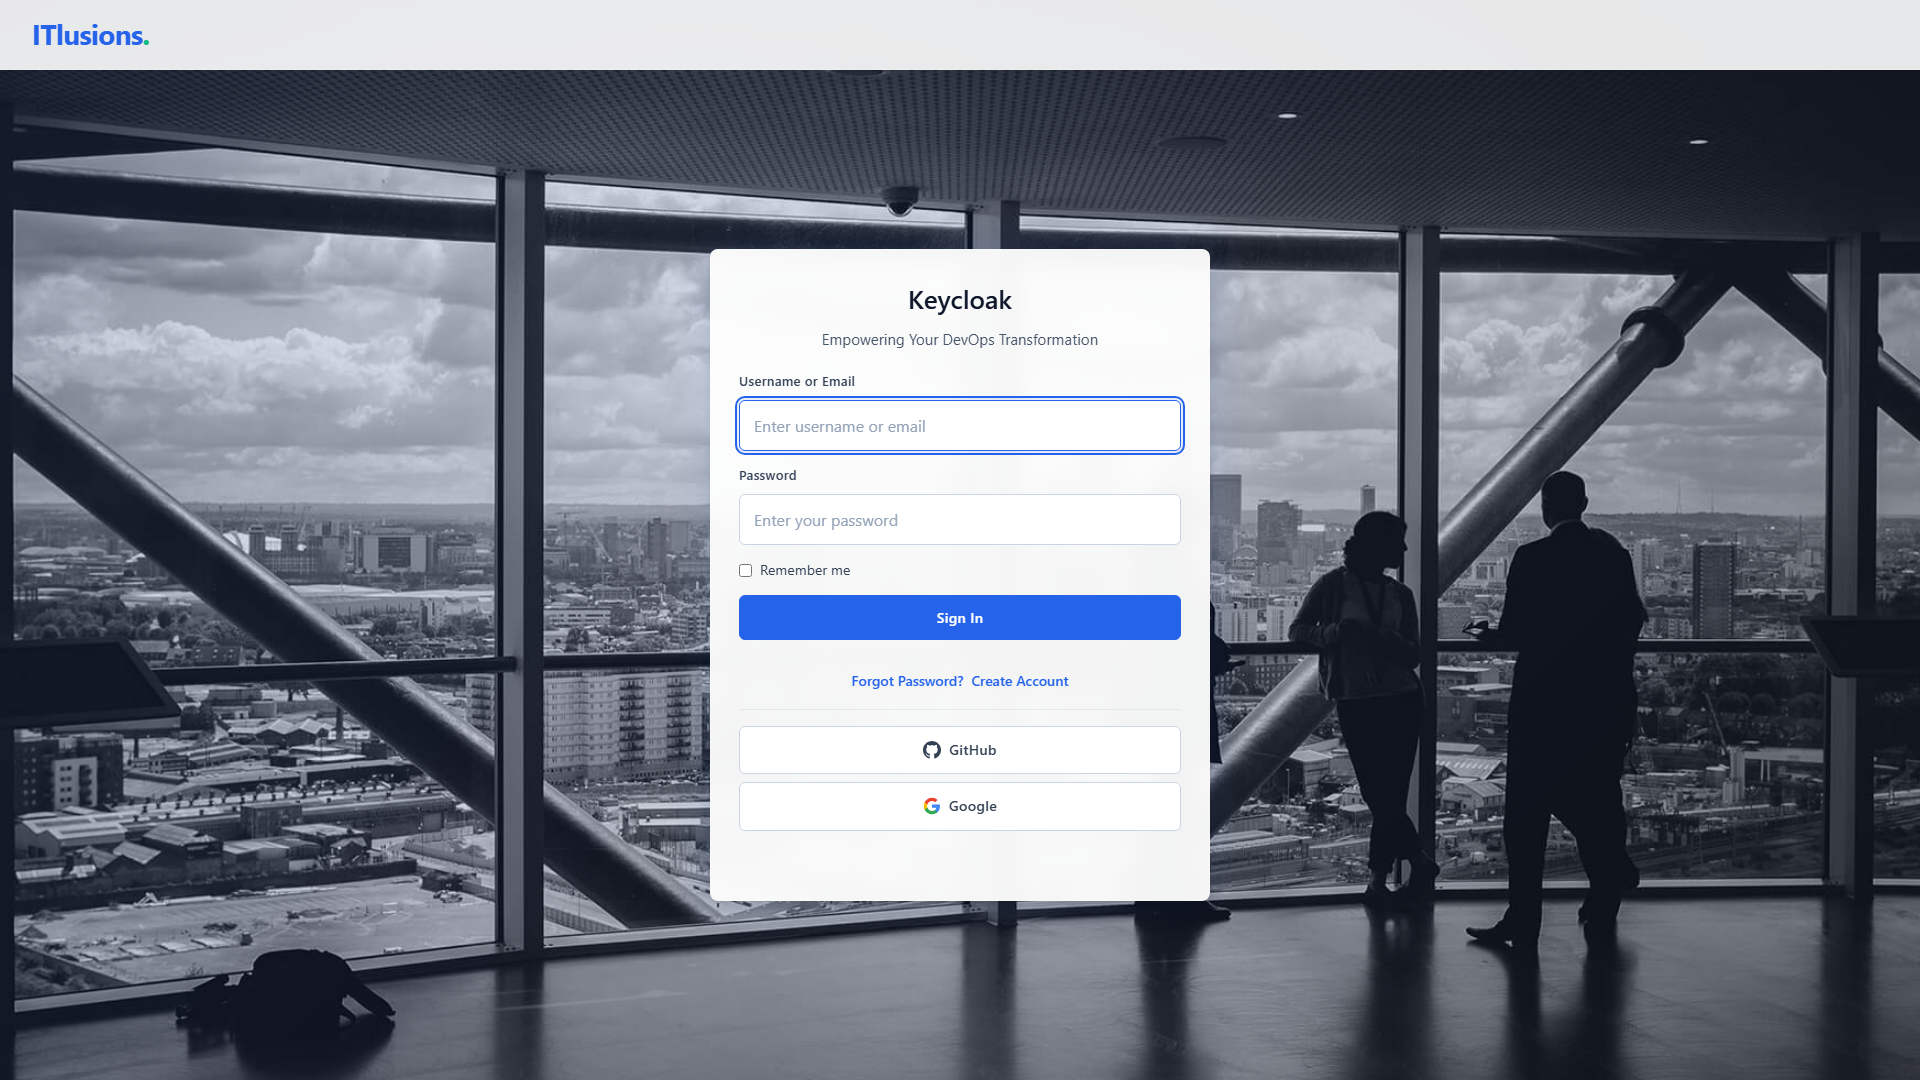 ITlusions.
Keycloak
Empowering Your DevOps Transformation
Username or Email
Enter username or email
Password
Enter your password
Remember me
Sign In
Forgot Password? Create Account
GitHub
Google